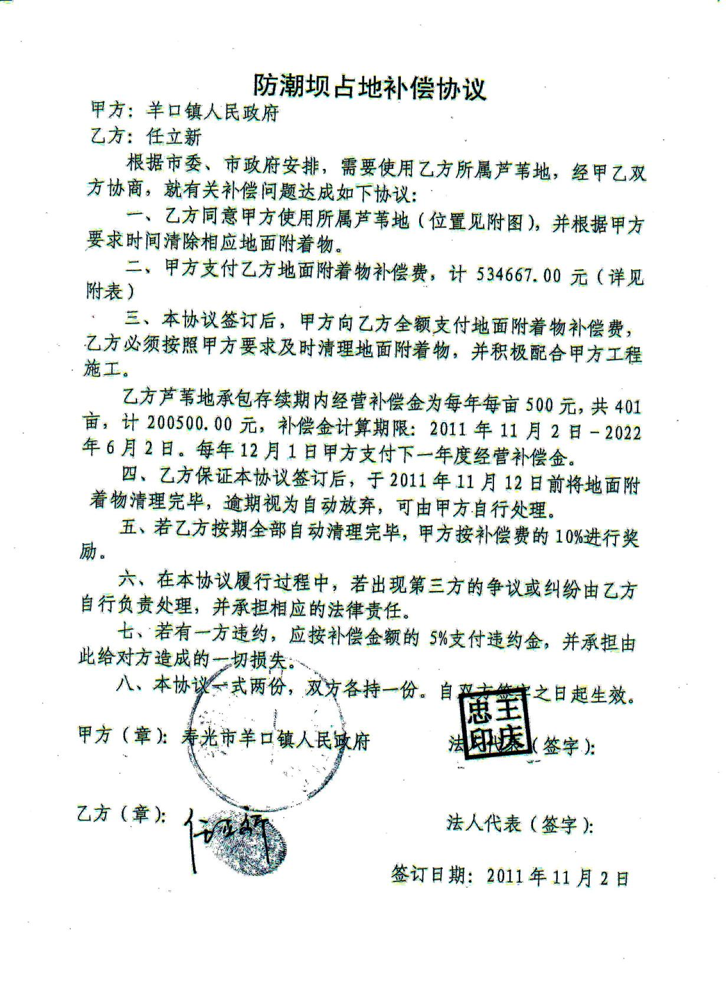 防潮坝占地补偿协议
甲方：羊口镇人民政府
乙方：任立新
根据市委、市政府安排，需要使用乙方所属芦苇地，经甲乙双
方协商，就有关补偿问题达成如下协议：
一、乙方同意甲方使用所属芦苇地（位置见附图），并根据甲方
要求时间清除相应地面附着物。
二、甲方支付乙方地面附着物补偿费，计 534667.00 元（详见
附表）
三、本协议签订后，甲方向乙方全额支付地面附着物补偿费，
乙方必须按照甲方要求及时清理地面附着物，并积极配合甲方工程
施工。
乙方芦苇地承包存续期内经营补偿金为每年每亩 500 元，共 401
亩，计 200500.00 元，补偿金计算期限：2011 年 11 月 2 日－2022
年 6 月 2 日。每年 12 月 1 日甲方支付下一年度经营补偿金。
四、乙方保证本协议签订后，于 2011 年 11 月 12 日前将地面附
着物清理完毕，逾期视为自动放弃，可由甲方自行处理。
五、若乙方按期全部自动清理完毕，甲方按补偿费的 10%进行奖
励。
六、在本协议履行过程中，若出现第三方的争议或纠纷由乙方
自行负责处理，并承担相应的法律责任。
七、若有一方违约，应按补偿金额的 5%支付违约金，并承担由
此给对方造成的一切损失。
八、本协议一式两份，双方各持一份。自双方签字之日起生效。
甲方（章）：寿光市羊口镇人民政府 法人代表（签字）：
王庆忠印
乙方（章）：任立新 法人代表（签字）：
签订日期：2011 年 11 月 2 日